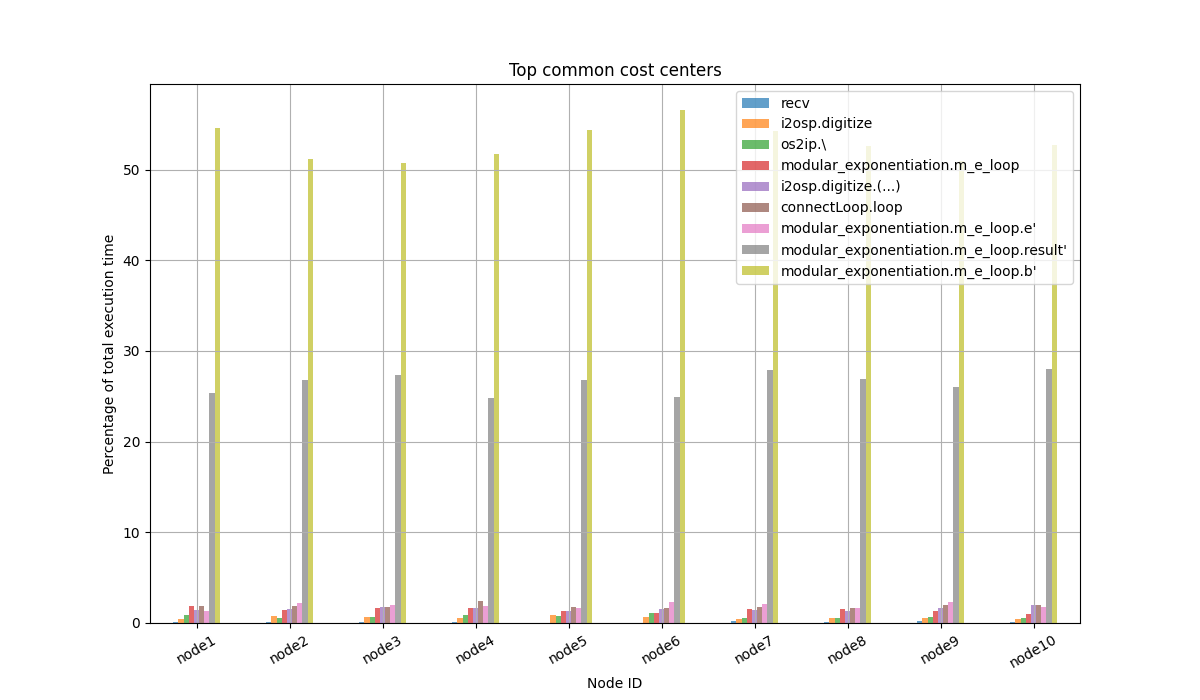 Top common cost centers
recv
i2osp.digitize
os2ip.\
modular_exponentiation.m_e_loop
i2osp.digitize.(...)
connectLoop.loop
modular_exponentiation.m_e_loop.e'
modular_exponentiation.m_e_loop.result'
modular_exponentiation.m_e_loop.b'
Percentage of total execution time
50
40
30
20
10
0
node1 node2 node3 node4 node5 node6 node7 node8 node9 node10
Node ID